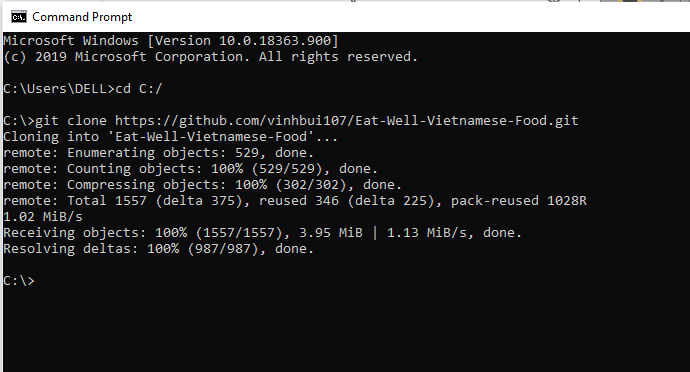 Command Prompt
Microsoft Windows [Version 10.0.18363.900]
(c) 2019 Microsoft Corporation. All rights reserved.
C:\Users\DELL>cd C:/
C:\>git clone https://github.com/vinhbui107/Eat-Well-Vietnamese-Food.git
Cloning into 'Eat-Well-Vietnamese-Food'...
remote: Enumerating objects: 529, done.
remote: Counting objects: 100% (529/529), done.
remote: Compressing objects: 100% (302/302), done.
remote: Total 1557 (delta 375), reused 346 (delta 225), pack-reused 1028R
1.02 MiB/s
Receiving objects: 100% (1557/1557), 3.95 MiB | 1.13 MiB/s, done.
Resolving deltas: 100% (987/987), done.
C:\>